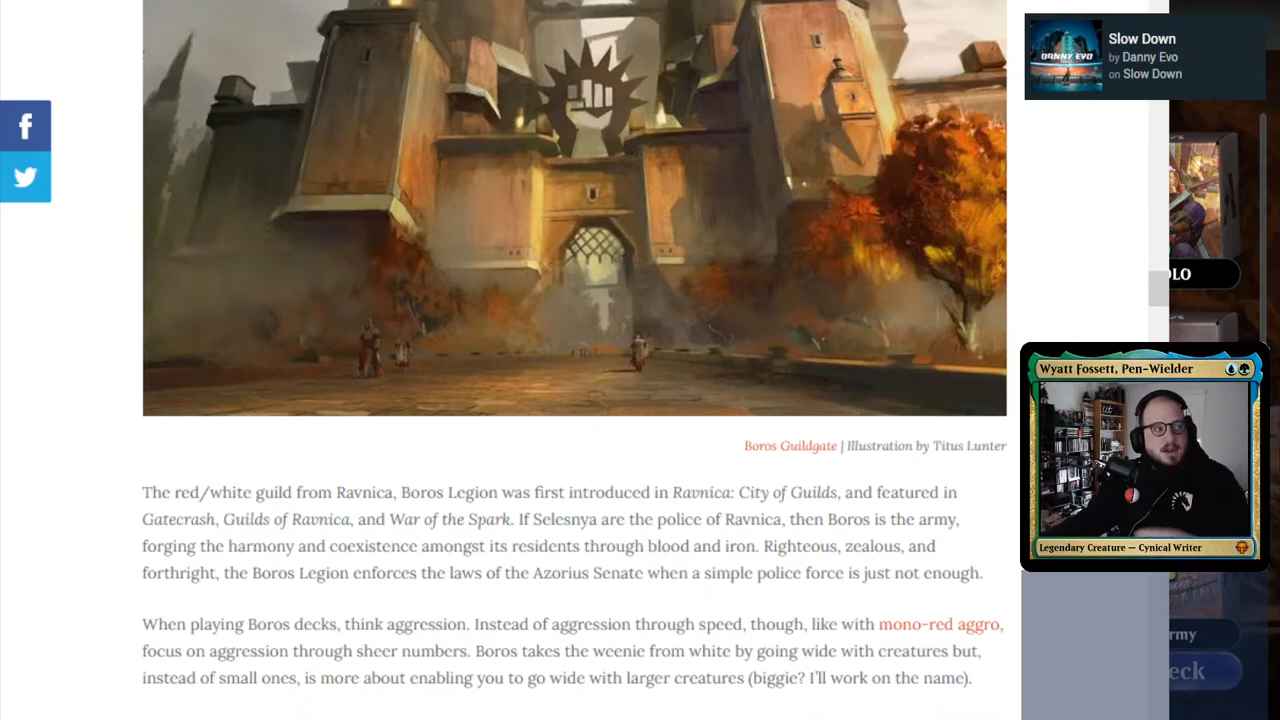 Slow Down
by Danny Evo
on Slow Down
DANNY EVO
LO
Wyatt Fossett, Pen-Wielder
Legendary Creature — Cynical Writer
Boros Guildgate | Illustration by Titus Lunter
The red/white guild from Ravnica, Boros Legion was first introduced in Ravnica: City of Guilds, and featured in
Gatecrash, Guilds of Ravnica, and War of the Spark. If Selesnya are the police of Ravnica, then Boros is the army,
forging the harmony and coexistence amongst its residents through blood and iron. Righteous, zealous, and
forthright, the Boros Legion enforces the laws of the Azorius Senate when a simple police force is just not enough.
When playing Boros decks, think aggression. Instead of aggression through speed, though, like with mono-red aggro,
focus on aggression through sheer numbers. Boros takes the weenie from white by going wide with creatures but,
instead of small ones, is more about enabling you to go wide with larger creatures (biggie? I'll work on the name).
rmy
eck